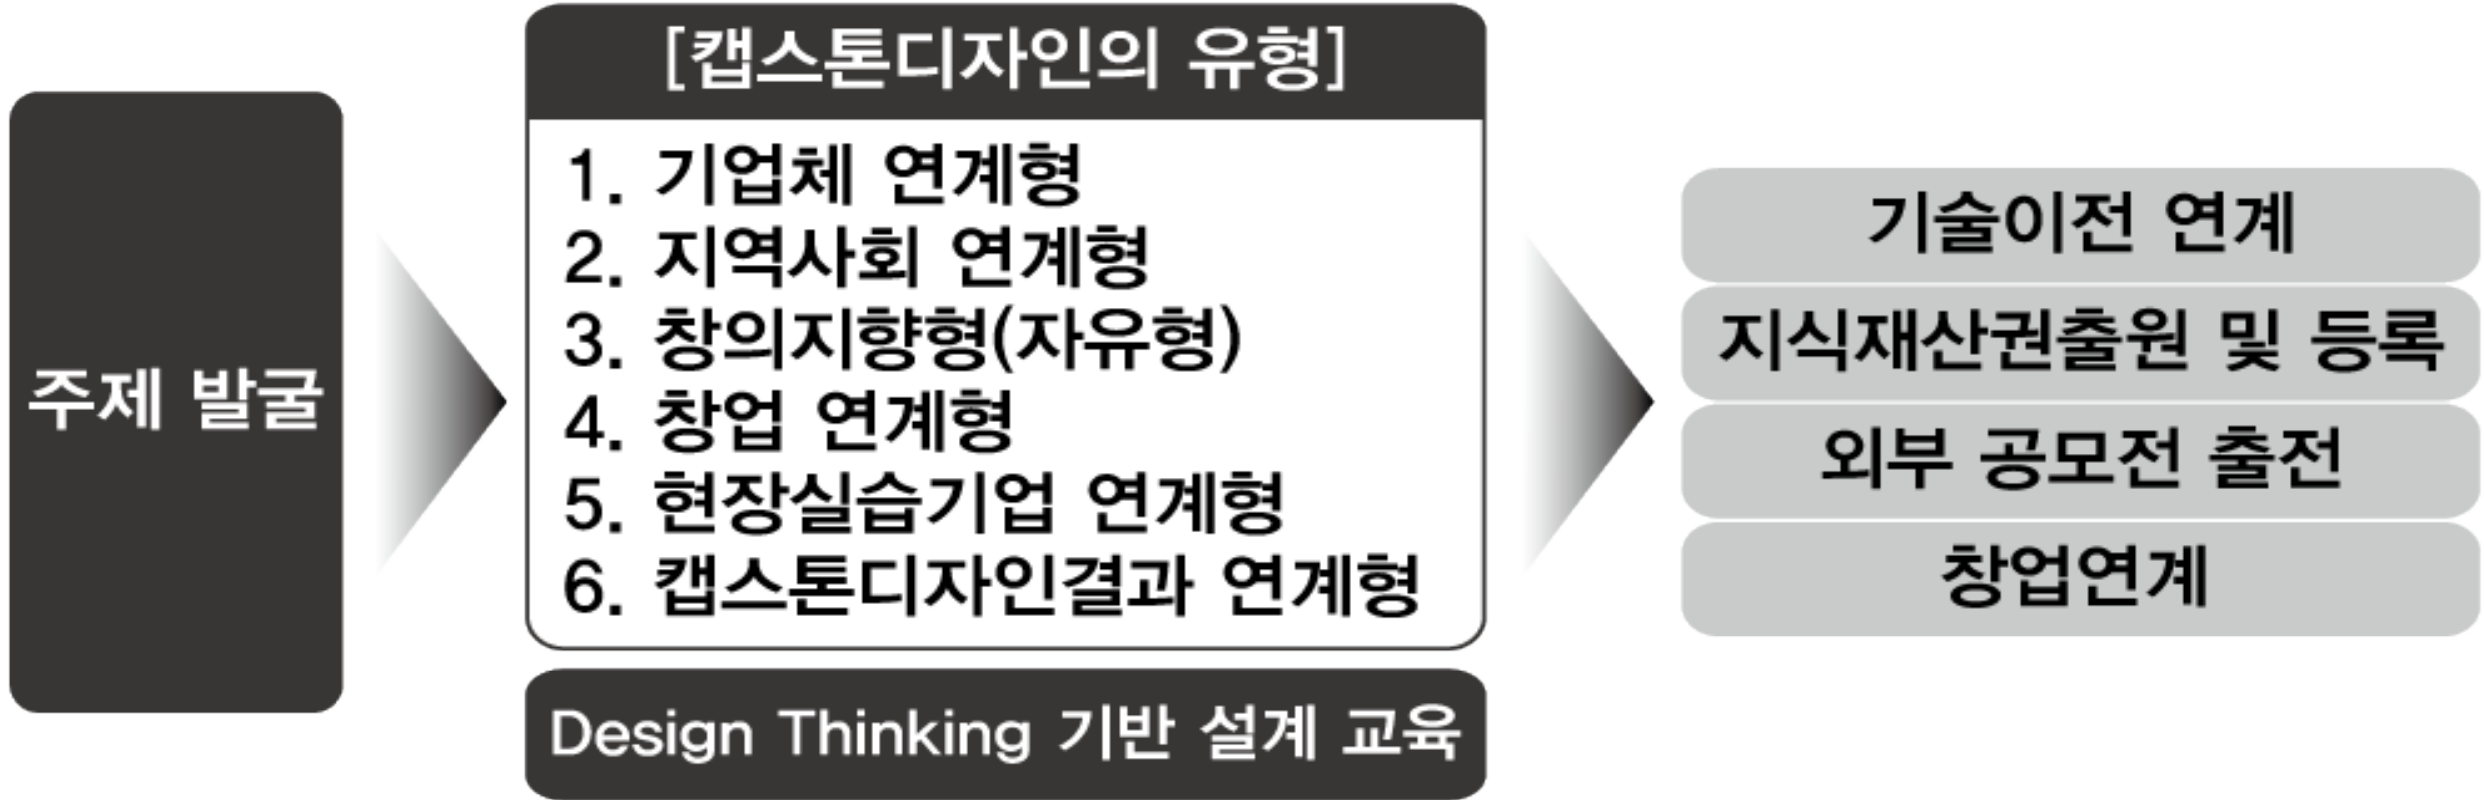 주제 발굴
[캡스톤디자인의 유형]
1. 기업체 연계형
2. 지역사회 연계형
3. 창의지향형(자유형)
4. 창업 연계형
5. 현장실습기업 연계형
6. 캡스톤디자인결과 연계형
Design Thinking 기반 설계 교육
기술이전 연계
지식재산권출원 및 등록
외부 공모전 출전
창업연계